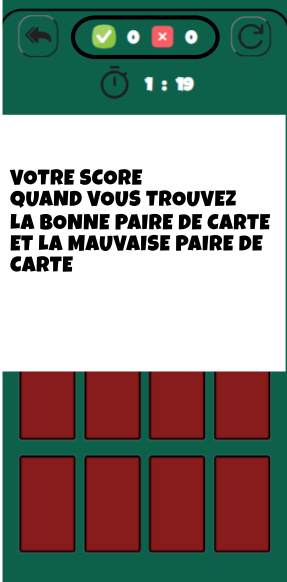 0 0
1 : 19
VOTRE SCORE
QUAND VOUS TROUVEZ
LA BONNE PAIRE DE CARTE
ET LA MAUVAISE PAIRE DE
CARTE